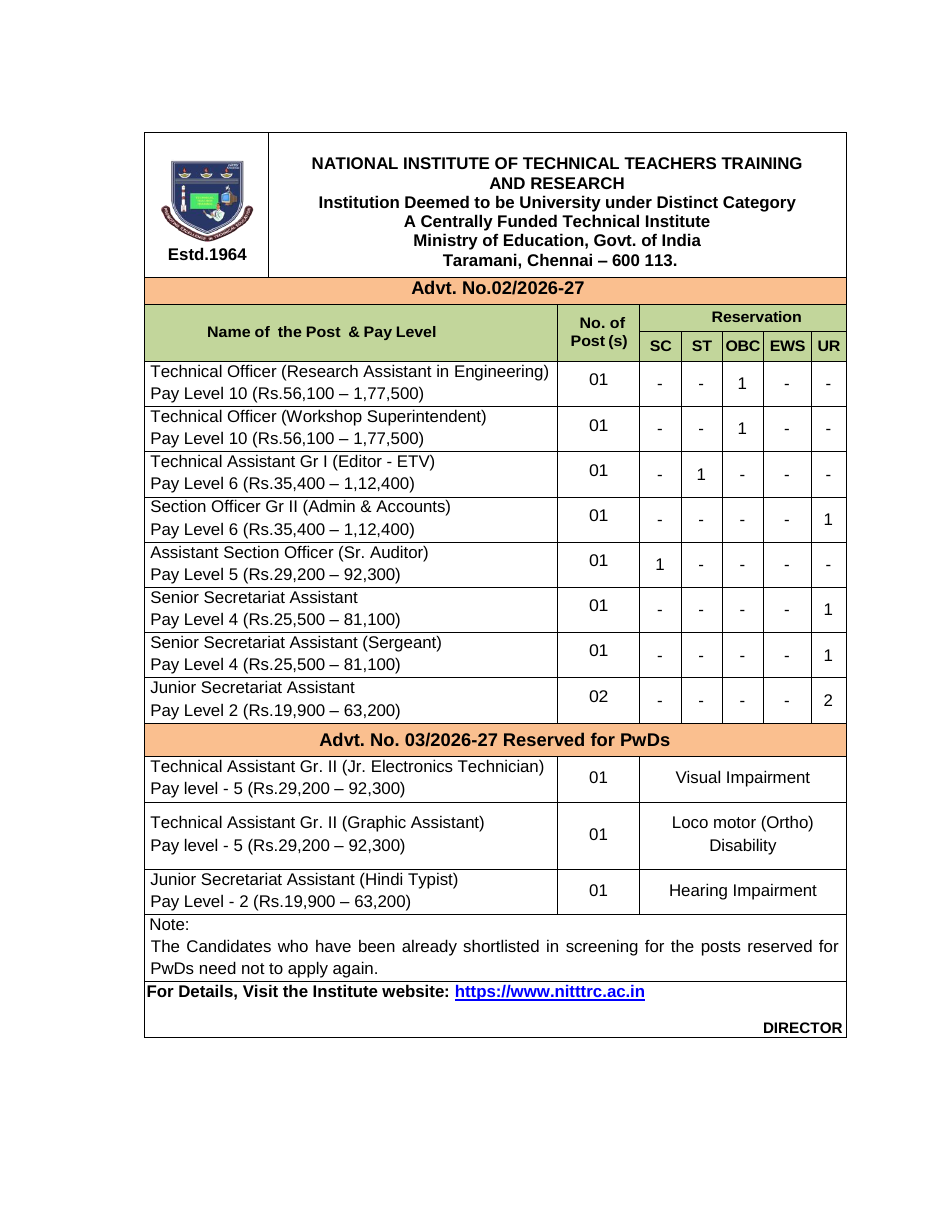 NATIONAL INSTITUTE OF TECHNICAL TEACHERS TRAINING
AND RESEARCH
Institution Deemed to be University under Distinct Category
A Centrally Funded Technical Institute
Ministry of Education, Govt. of India
Taramani, Chennai – 600 113.
Estd.1964
Advt. No.02/2026-27
Name of the Post & Pay Level
No. of
Post (s)
Reservation
SC ST OBC EWS UR
Technical Officer (Research Assistant in Engineering)
Pay Level 10 (Rs.56,100 – 1,77,500)
01 - - 1 - -
Technical Officer (Workshop Superintendent)
Pay Level 10 (Rs.56,100 – 1,77,500)
01 - - 1 - -
Technical Assistant Gr I (Editor - ETV)
Pay Level 6 (Rs.35,400 – 1,12,400)
01 - 1 - - -
Section Officer Gr II (Admin & Accounts)
Pay Level 6 (Rs.35,400 – 1,12,400)
01 - - - - 1
Assistant Section Officer (Sr. Auditor)
Pay Level 5 (Rs.29,200 – 92,300)
01 1 - - - -
Senior Secretariat Assistant
Pay Level 4 (Rs.25,500 – 81,100)
01 - - - - 1
Senior Secretariat Assistant (Sergeant)
Pay Level 4 (Rs.25,500 – 81,100)
01 - - - - 1
Junior Secretariat Assistant
Pay Level 2 (Rs.19,900 – 63,200)
02 - - - - 2
Advt. No. 03/2026-27 Reserved for PwDs
Technical Assistant Gr. II (Jr. Electronics Technician)
Pay level - 5 (Rs.29,200 – 92,300)
01 Visual Impairment
Technical Assistant Gr. II (Graphic Assistant)
Pay level - 5 (Rs.29,200 – 92,300)
01
Loco motor (Ortho)
Disability
Junior Secretariat Assistant (Hindi Typist)
Pay Level - 2 (Rs.19,900 – 63,200)
01 Hearing Impairment
Note:
The Candidates who have been already shortlisted in screening for the posts reserved for
PwDs need not to apply again.
For Details, Visit the Institute website: https://www.nitttrc.ac.in
DIRECTOR